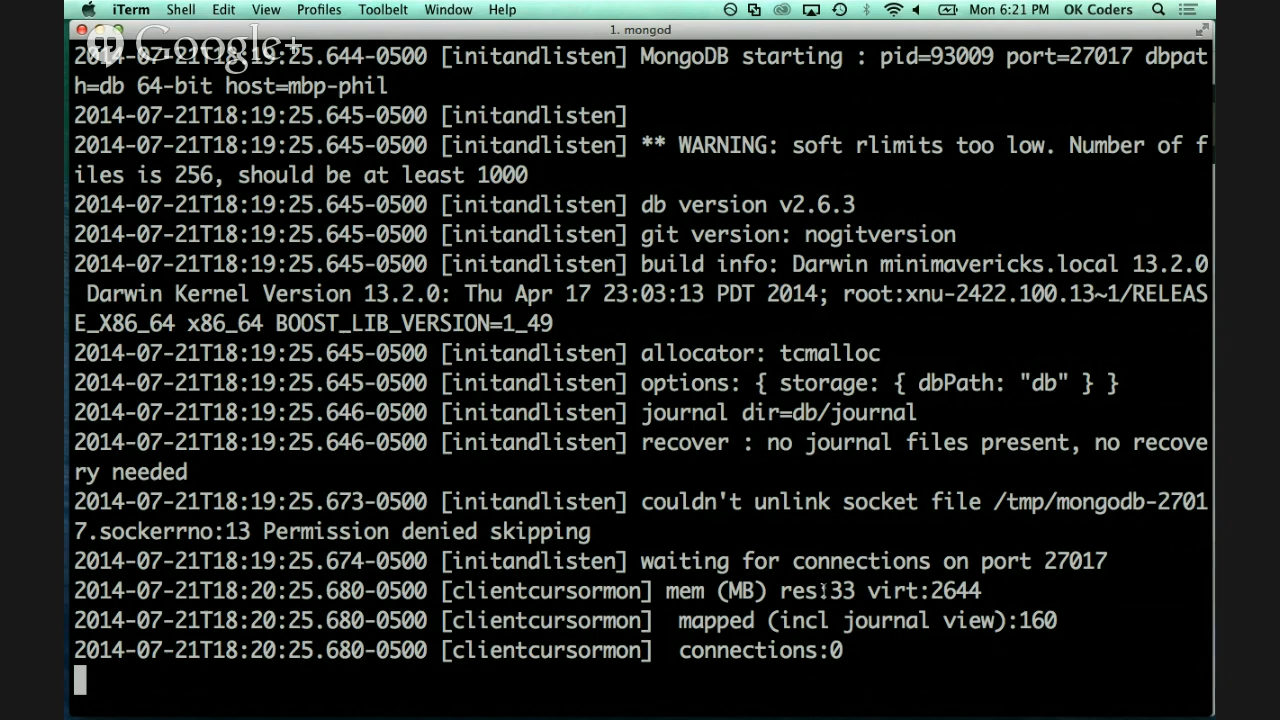 iTerm Shell Edit View Profiles Toolbelt Window Help Mon 6:21 PM OK Coders
1. mongod
Google+
2014-07-21T18:19:25.644-0500 [initandlisten] MongoDB starting : pid=93009 port=27017 dbpat
h=db 64-bit host=mbp-phil
2014-07-21T18:19:25.645-0500 [initandlisten]
2014-07-21T18:19:25.645-0500 [initandlisten] ** WARNING: soft rlimits too low. Number of f
iles is 256, should be at least 1000
2014-07-21T18:19:25.645-0500 [initandlisten] db version v2.6.3
2014-07-21T18:19:25.645-0500 [initandlisten] git version: nogitversion
2014-07-21T18:19:25.645-0500 [initandlisten] build info: Darwin minimavericks.local 13.2.0
Darwin Kernel Version 13.2.0: Thu Apr 17 23:03:13 PDT 2014; root:xnu-2422.100.13~1/RELEAS
E_X86_64 x86_64 BOOST_LIB_VERSION=1_49
2014-07-21T18:19:25.645-0500 [initandlisten] allocator: tcmalloc
2014-07-21T18:19:25.645-0500 [initandlisten] options: { storage: { dbPath: "db" } }
2014-07-21T18:19:25.646-0500 [initandlisten] journal dir=db/journal
2014-07-21T18:19:25.646-0500 [initandlisten] recover : no journal files present, no recove
ry needed
2014-07-21T18:19:25.673-0500 [initandlisten] couldn't unlink socket file /tmp/mongodb-2701
7.sockerrno:13 Permission denied skipping
2014-07-21T18:19:25.674-0500 [initandlisten] waiting for connections on port 27017
2014-07-21T18:20:25.680-0500 [clientcursormon] mem (MB) res:33 virt:2644
2014-07-21T18:20:25.680-0500 [clientcursormon] mapped (incl journal view):160
2014-07-21T18:20:25.680-0500 [clientcursormon] connections:0